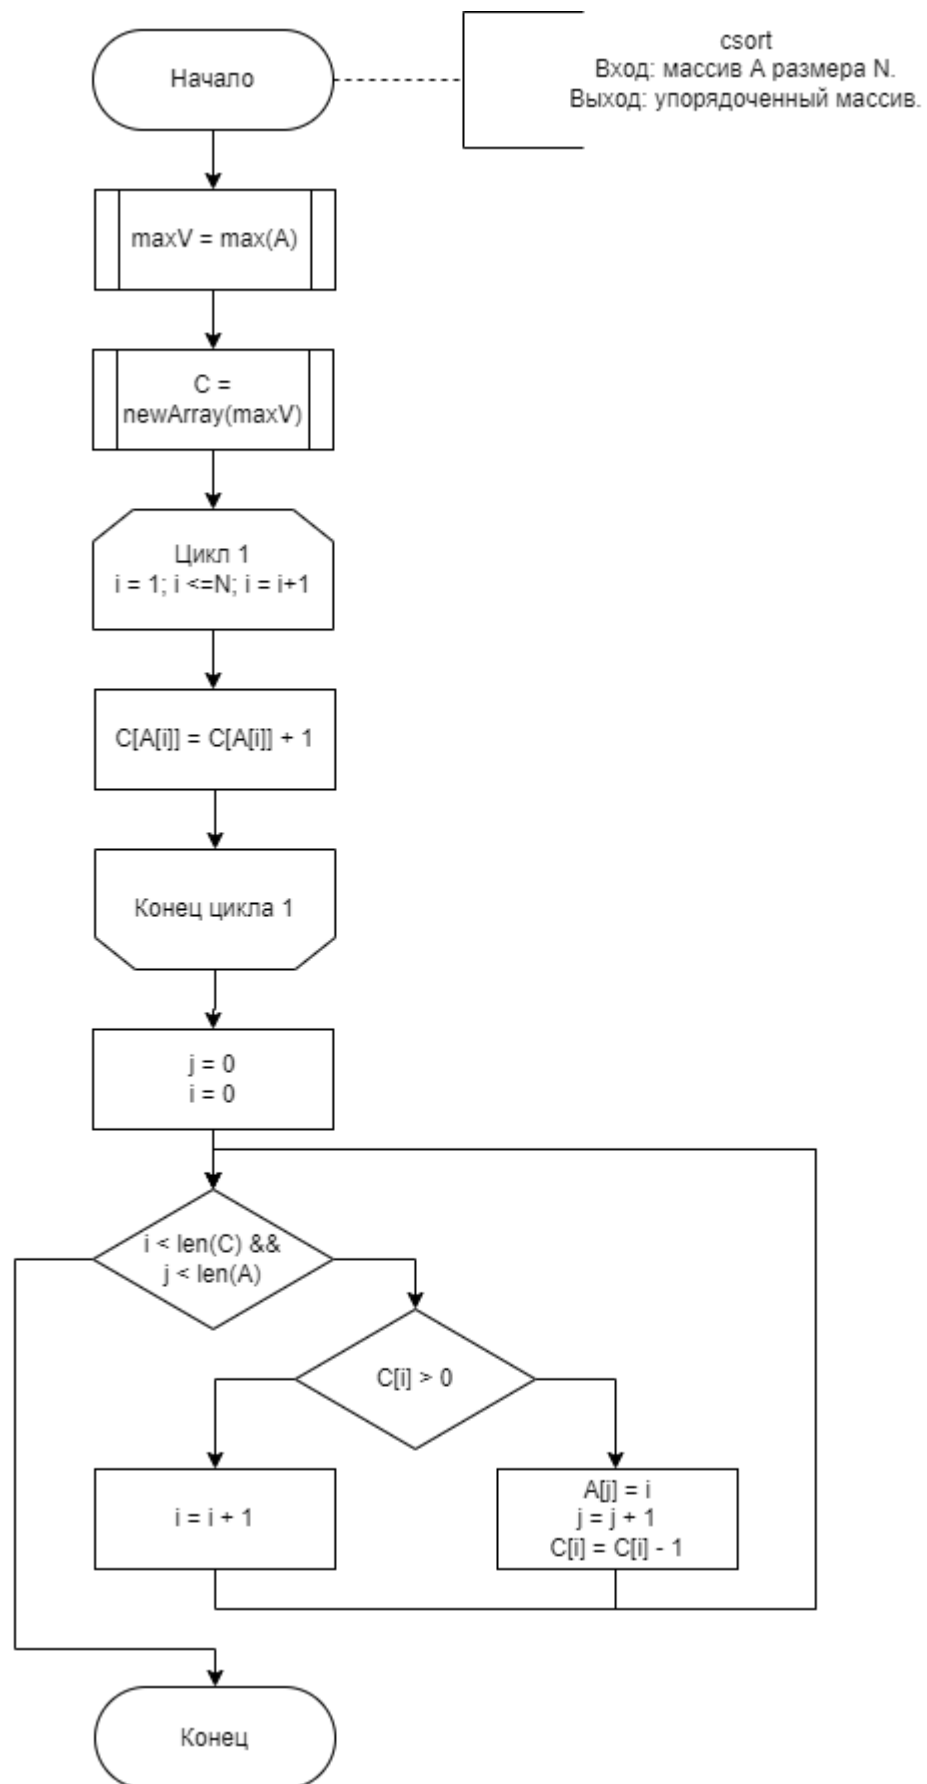 Начало
csort
Вход: массив A размера N.
Выход: упорядоченный массив.
maxV = max(A)
C =
newArray(maxV)
Цикл 1
i = 1; i <=N; i = i+1
C[A[i]] = C[A[i]] + 1
Конец цикла 1
j = 0
i = 0
i < len(C) &&
j < len(A)
C[i] > 0
i = i + 1
A[j] = i
j = j + 1
C[i] = C[i] - 1
Конец